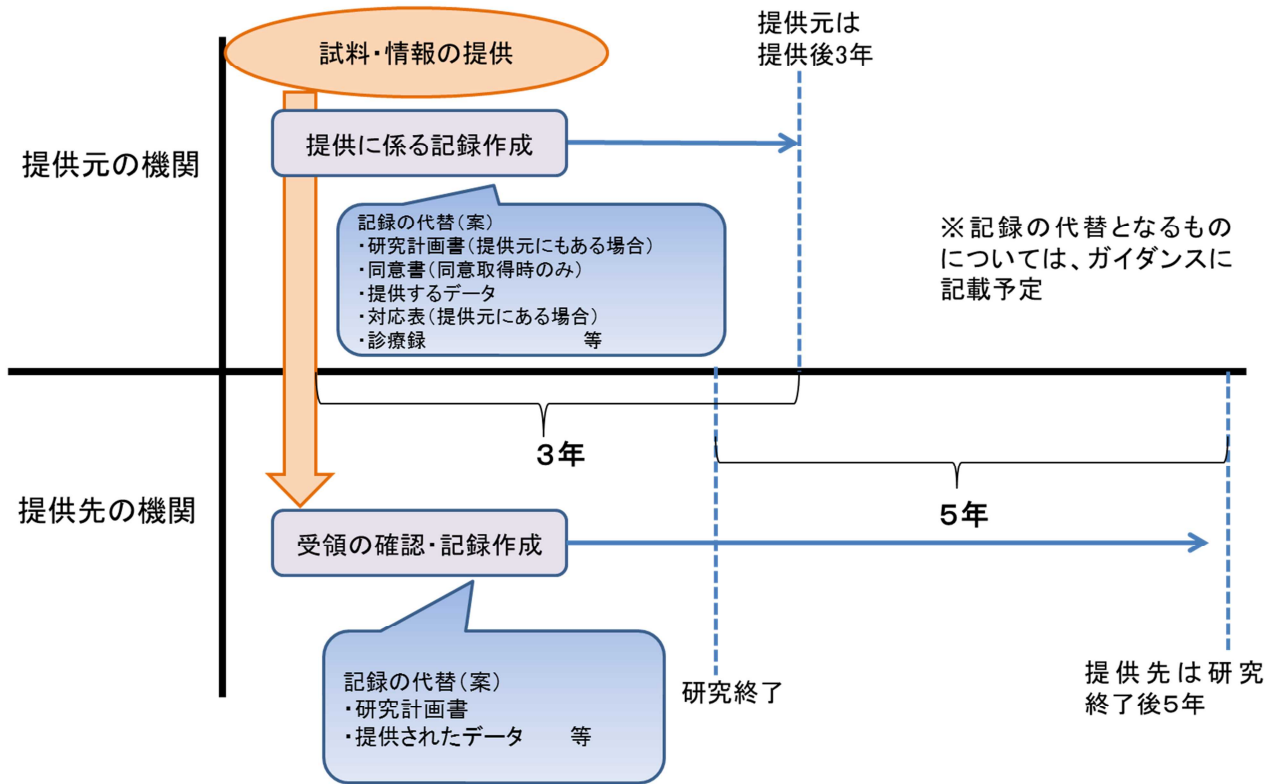 試料・情報の提供
提供元は
提供後3年
提供に係る記録作成
提供元の機関
記録の代替（案）
・研究計画書（提供元にもある場合）
・同意書（同意取得時のみ）
・提供するデータ
・対応表（提供元にある場合）
・診療録　　　　　　　　　等
※記録の代替となるもの
については、ガイダンスに
記載予定
3年
5年
提供先の機関
受領の確認・記録作成
記録の代替（案）
・研究計画書
・提供されたデータ　　等
研究終了
提供先は研究
終了後5年